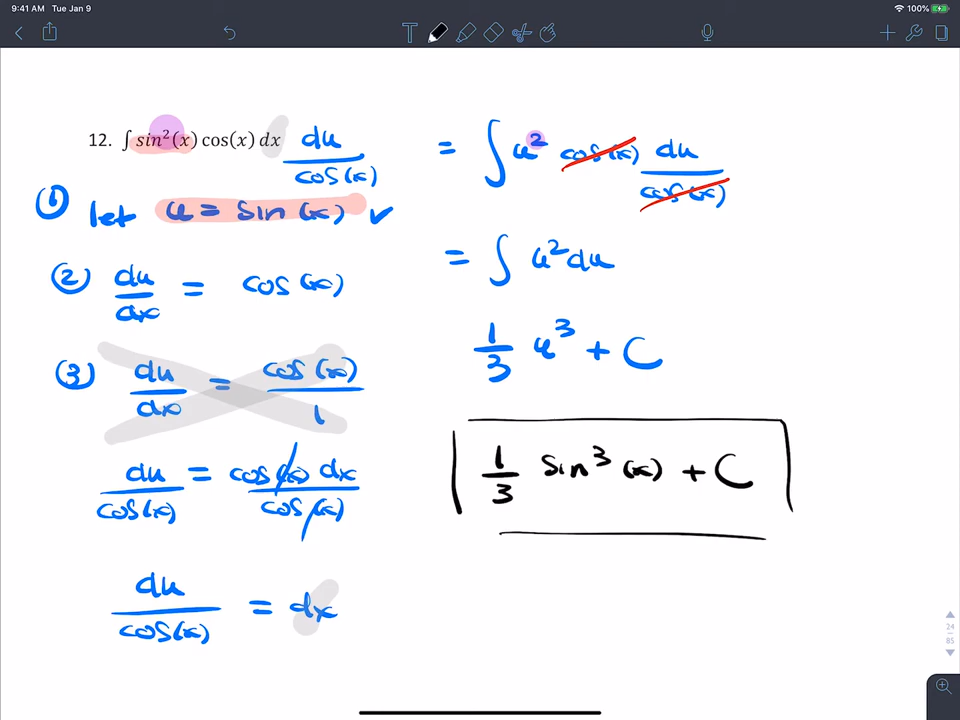 9:41 AM Tue Jan 9
100%
12. ∫ sin²(x) cos(x) dx du/cos(x)
① let u = sin(x) ✓
② du/dx = cos(x)
③ du/dx = cos(x)/1
du/cos(x) = cos(x) dx/cos(x)
du/cos(x) = dx
= ∫ u² cos(x) du/cos(x)
= ∫ u² du
1/3 u³ + C
1/3 sin³(x) + C
24
85